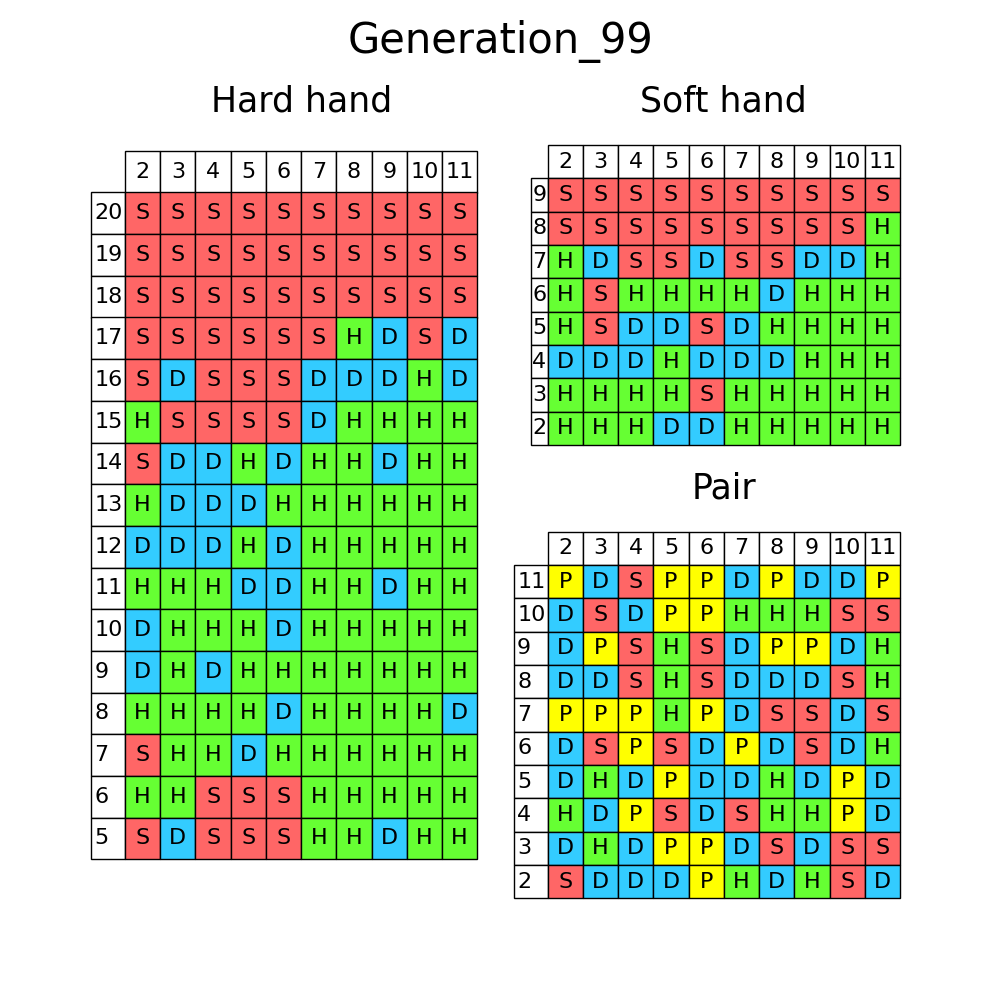 Generation_99
Hard hand
2 3 4 5 6 7 8 9 10 11
20 S S S S S S S S S S
19 S S S S S S S S S S
18 S S S S S S S S S S
17 S S S S S S H D S D
16 S D S S S D D D H D
15 H S S S S D H H H H
14 S D D H D H H D H H
13 H D D D H H H H H H
12 D D D H D H H H H H
11 H H H D D H H D H H
10 D H H H D H H H H H
9 D H D H H H H H H H
8 H H H H D H H H H D
7 S H H D H H H H H H
6 H H S S S H H H H H
5 S D S S S H H D H H
Soft hand
2 3 4 5 6 7 8 9 10 11
9 S S S S S S S S S S
8 S S S S S S S S S H
7 H D S S D S S D D H
6 H S H H H H D H H H
5 H S D D S D H H H H
4 D D D H D D D H H H
3 H H H H S H H H H H
2 H H H D D H H H H H
Pair
2 3 4 5 6 7 8 9 10 11
11 P D S P P D P D D P
10 D S D P P H H H S S
9 D P S H S D P P D H
8 D D S H S D D D S H
7 P P P H P D S S D S
6 D S P S D P D S D H
5 D H D P D D H D P D
4 H D P S D S H H P D
3 D H D P P D S D S S
2 S D D D P H D H S D